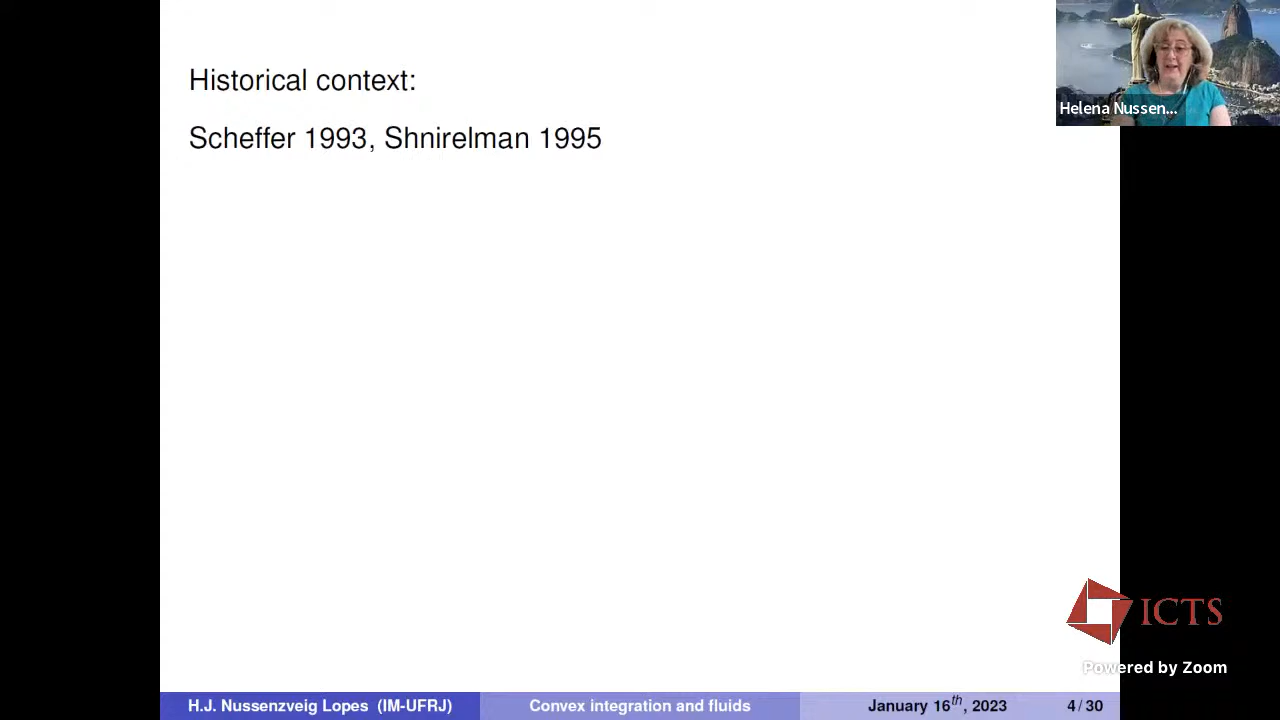 Historical context:
Scheffer 1993, Shnirelman 1995
Helena Nussen...
ICTS
Powered by Zoom
H.J. Nussenzveig Lopes (IM-UFRJ) Convex integration and fluids January 16th, 2023 4/30